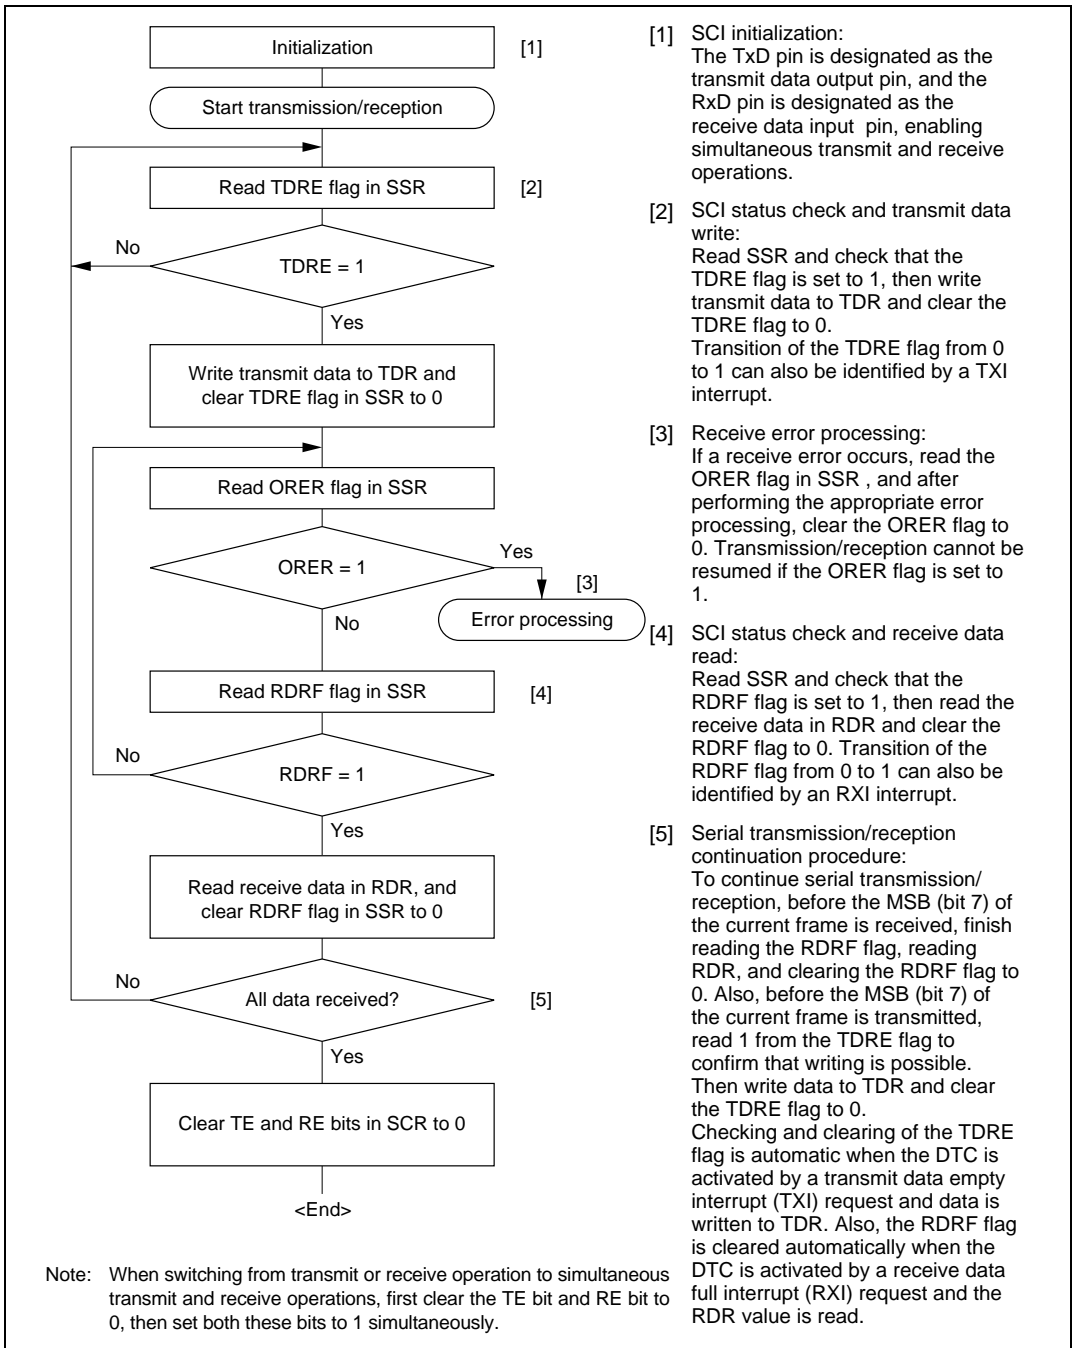 Initialization
[1]
Start transmission/reception
Read TDRE flag in SSR
[2]
No
TDRE = 1
Yes
Write transmit data to TDR and
clear TDRE flag in SSR to 0
Read ORER flag in SSR
ORER = 1
Yes
[3]
Error processing
No
Read RDRF flag in SSR
[4]
No
RDRF = 1
Yes
Read receive data in RDR, and
clear RDRF flag in SSR to 0
No
All data received?
[5]
Yes
Clear TE and RE bits in SCR to 0
<End>
[1] SCI initialization:
The TxD pin is designated as the
transmit data output pin, and the
RxD pin is designated as the
receive data input pin, enabling
simultaneous transmit and receive
operations.
[2] SCI status check and transmit data
write:
Read SSR and check that the
TDRE flag is set to 1, then write
transmit data to TDR and clear the
TDRE flag to 0.
Transition of the TDRE flag from 0
to 1 can also be identified by a TXI
interrupt.
[3] Receive error processing:
If a receive error occurs, read the
ORER flag in SSR , and after
performing the appropriate error
processing, clear the ORER flag to
0. Transmission/reception cannot be
resumed if the ORER flag is set to
1.
[4] SCI status check and receive data
read:
Read SSR and check that the
RDRF flag is set to 1, then read the
receive data in RDR and clear the
RDRF flag to 0. Transition of the
RDRF flag from 0 to 1 can also be
identified by an RXI interrupt.
[5] Serial transmission/reception
continuation procedure:
To continue serial transmission/
reception, before the MSB (bit 7) of
the current frame is received, finish
reading the RDRF flag, reading
RDR, and clearing the RDRF flag to
0. Also, before the MSB (bit 7) of
the current frame is transmitted,
read 1 from the TDRE flag to
confirm that writing is possible.
Then write data to TDR and clear
the TDRE flag to 0.
Checking and clearing of the TDRE
flag is automatic when the DTC is
activated by a transmit data empty
interrupt (TXI) request and data is
written to TDR. Also, the RDRF flag
is cleared automatically when the
DTC is activated by a receive data
full interrupt (RXI) request and the
RDR value is read.
Note: When switching from transmit or receive operation to simultaneous
transmit and receive operations, first clear the TE bit and RE bit to
0, then set both these bits to 1 simultaneously.